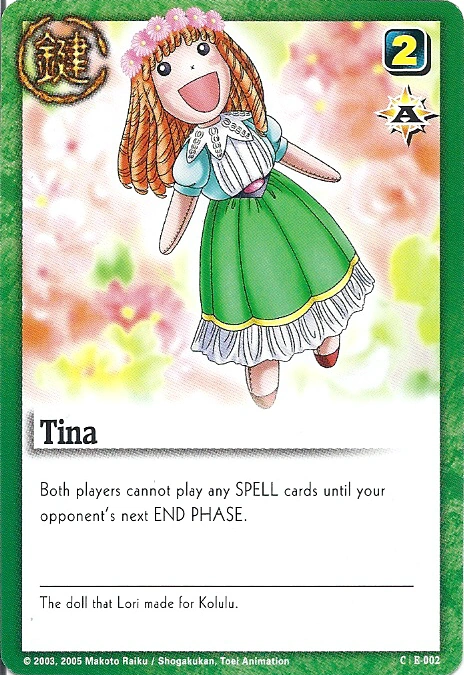 鍵
2
A
Tina
Both players cannot play any SPELL cards until your
opponent's next END PHASE.
The doll that Lori made for Kolulu.
© 2003, 2005 Makoto Raiku / Shogakukan, Toei Animation
C | E-002